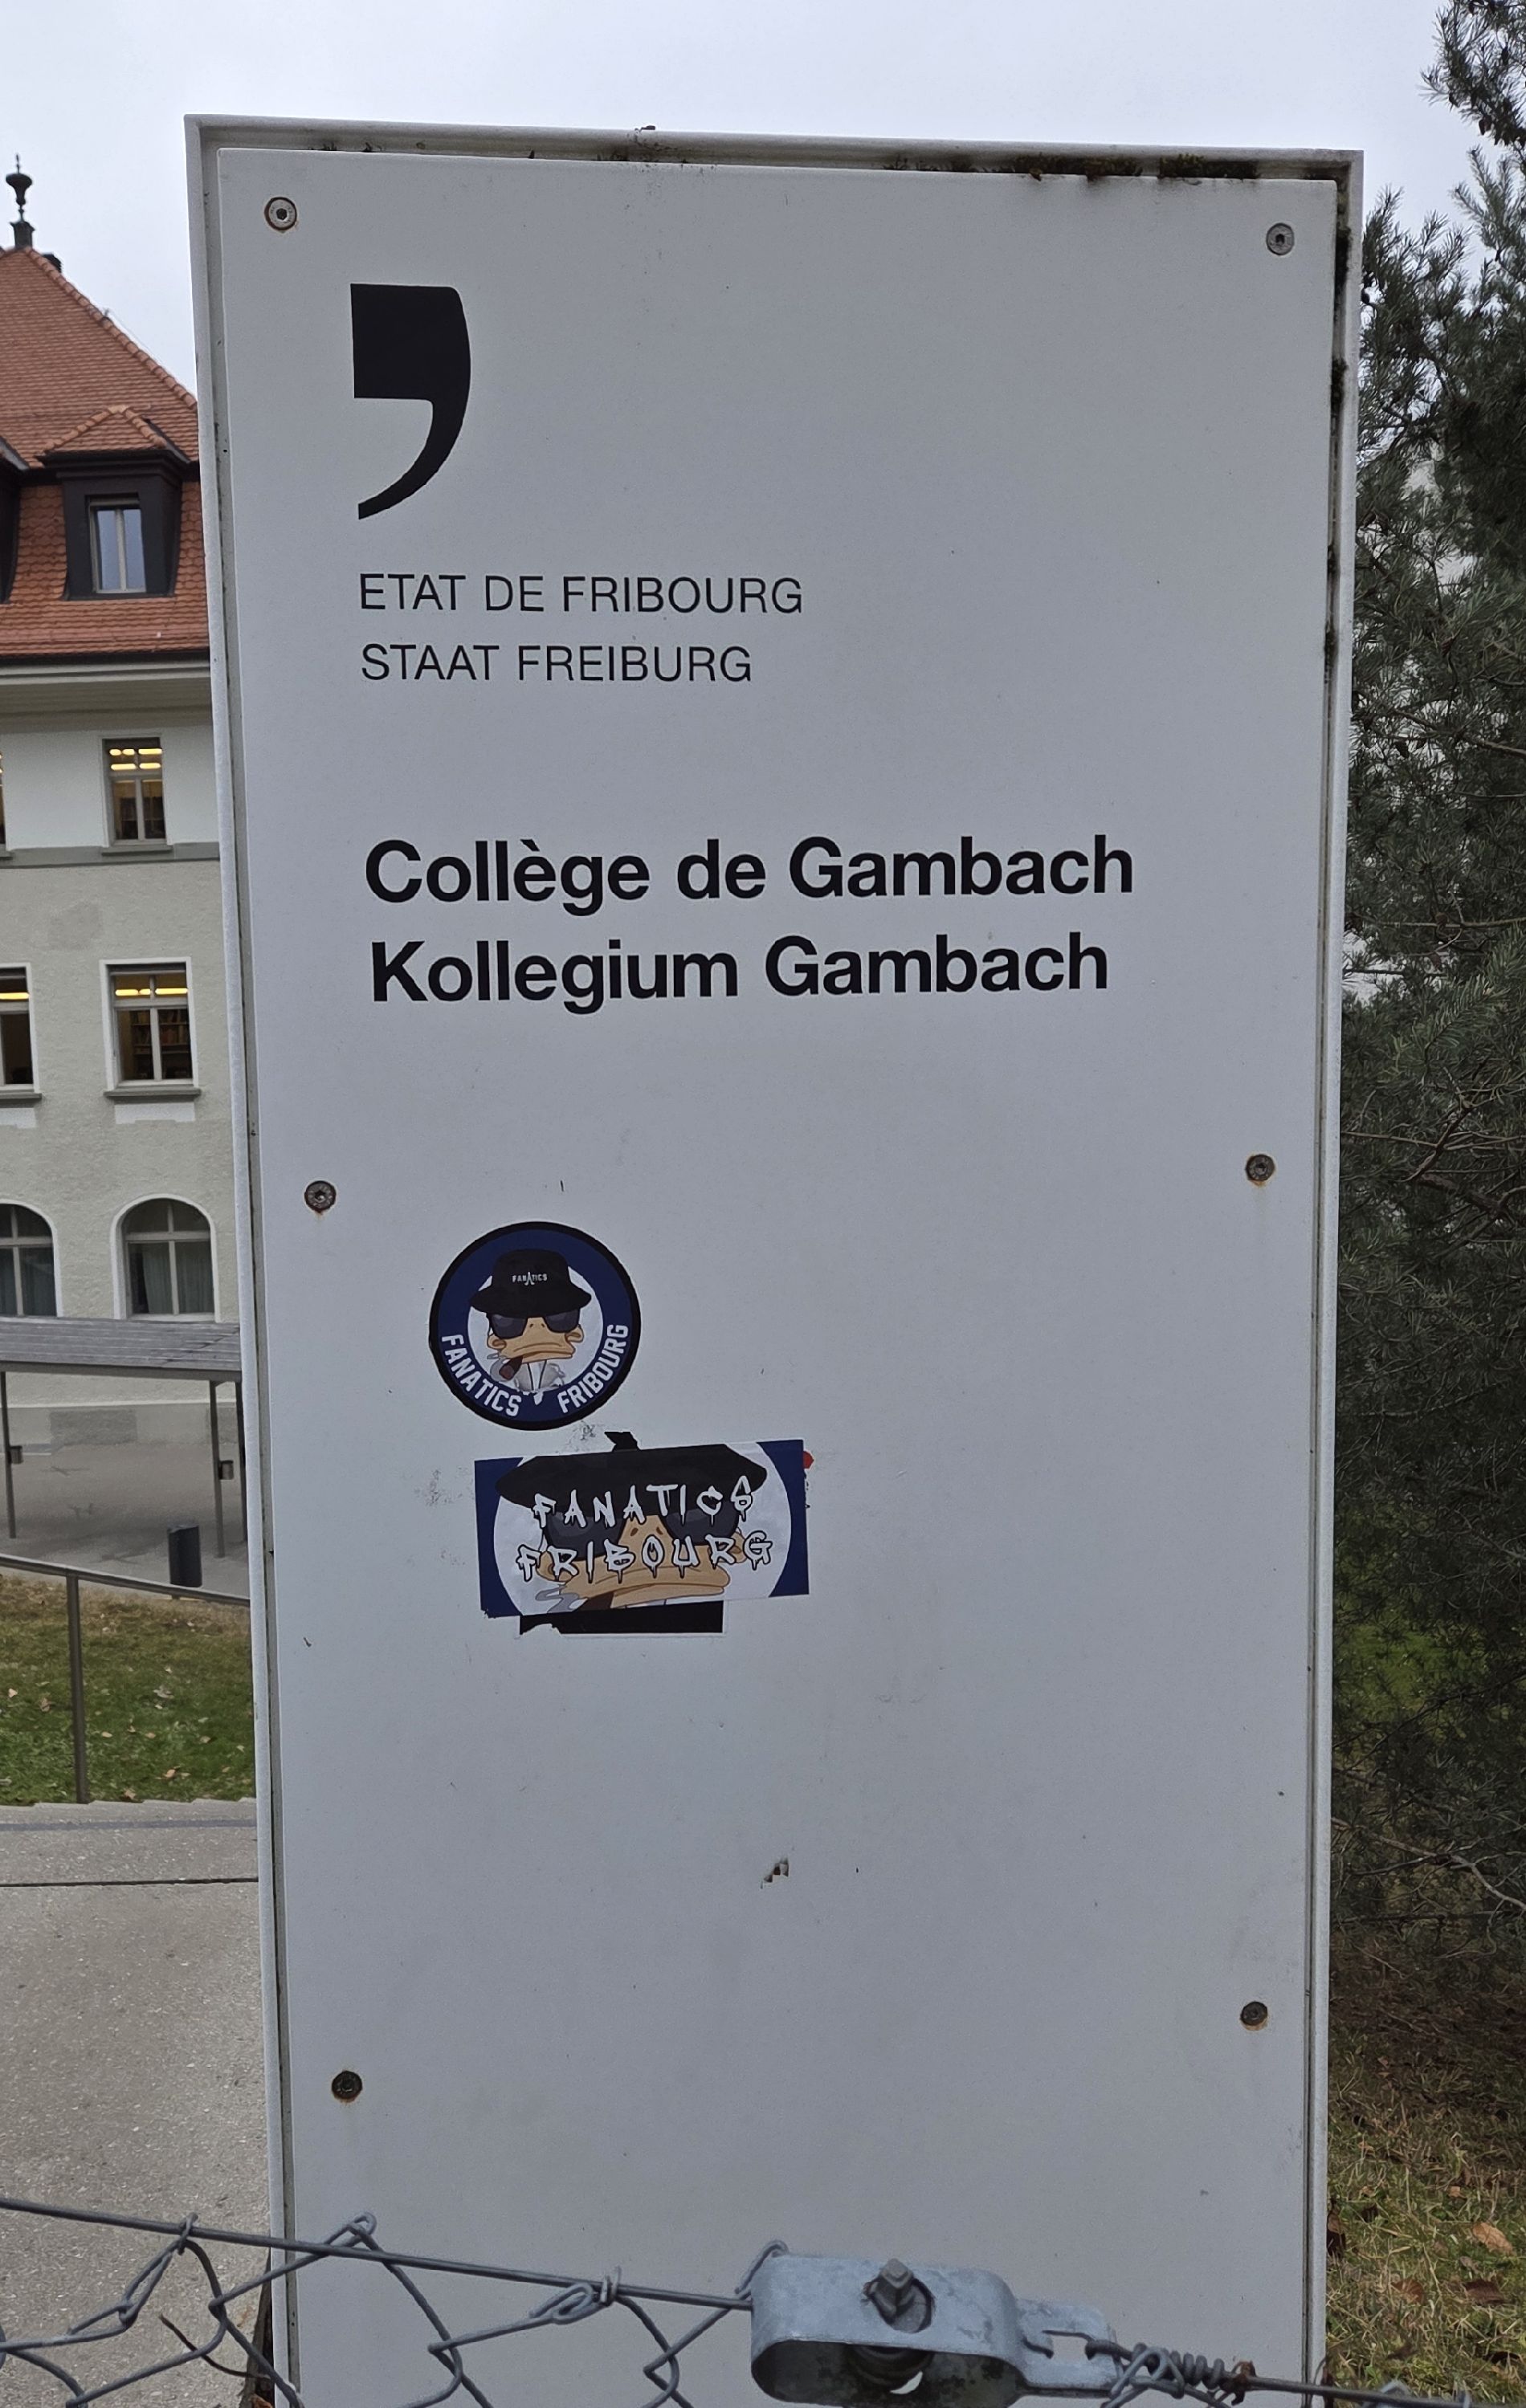 ETAT DE FRIBOURG
STAAT FREIBURG
Collège de Gambach
Kollegium Gambach
FANATICS
FANATICS FRIBOURG
FANATICS
FRIBOURG